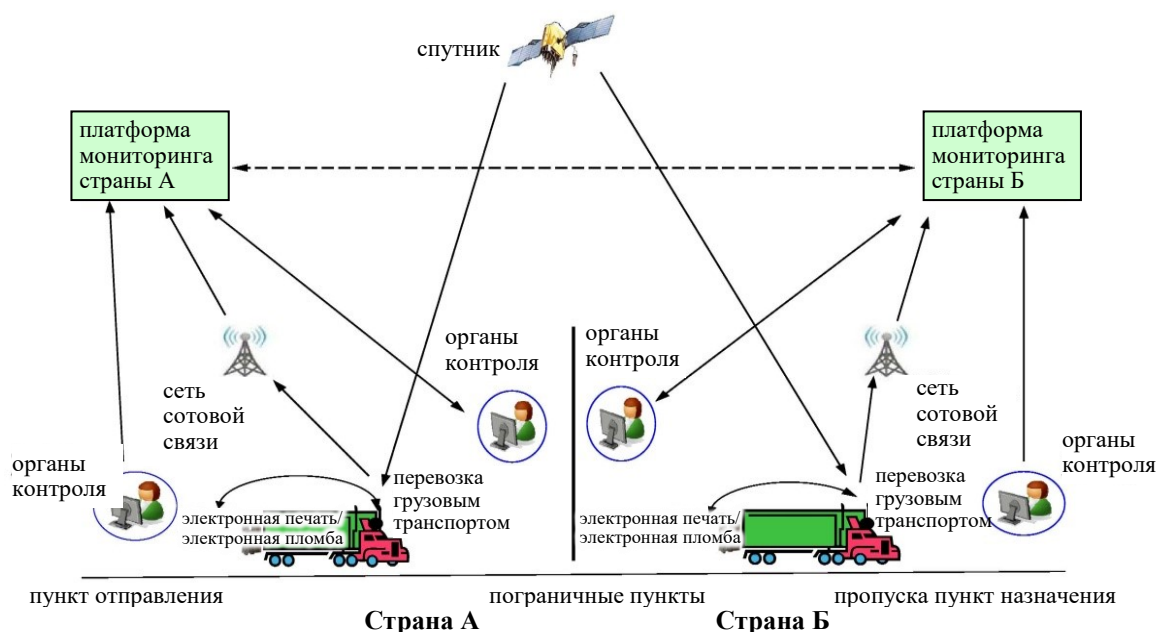 спутник
платформа
мониторинга
страны А
платформа
мониторинга
страны Б
органы
контроля
органы
контроля
сеть
сотовой
связи
сеть
сотовой
связи
органы
контроля
органы
контроля
перевозка
грузовым
транспортом
перевозка
грузовым
транспортом
электронная печать/
электронная пломба
электронная печать/
электронная пломба
пункт отправления
пограничные пункты
пропуска пункт назначения
Страна А
Страна Б